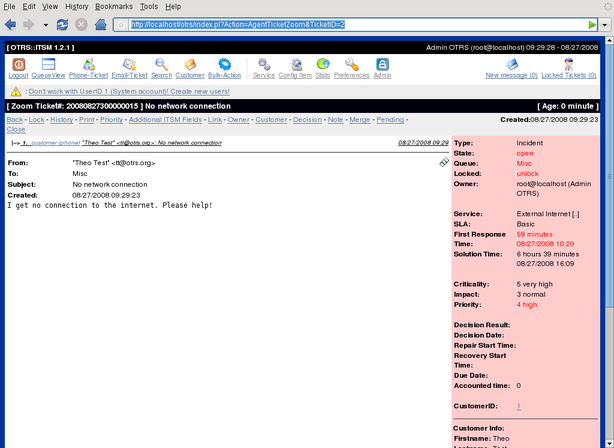 File Edit View History Bookmarks Tools Help
http://localhost/otrs/index.pl?Action=AgentTicketZoom&TicketID=2
[ OTRS::ITSM 1.2.1 ] Admin OTRS (root@localhost) 09:29:28 - 08/27/2008
Logout QueueView Phone-Ticket Email-Ticket Search Customer Bulk-Action Service Config Item Stats Preferences Admin New message (0) Locked Tickets (0)
: Don't work with UserID 1 (System account)! Create new users!
[ Zoom Ticket#: 20080827300000015 ] No network connection [ Age: 0 minute ]
Back - Lock - History - Print - Priority - Additional ITSM Fields - Link - Owner - Customer - Decision - Note - Merge - Pending - Close
Created:08/27/2008 09:29:23
|--> 1. customer (phone) "Theo Test" <tt@otrs.org>: No network connection 08/27/2008 09:29
From: "Theo Test" <tt@otrs.org>
To: Misc
Subject: No network connection
Created: 08/27/2008 09:29:23
I get no connection to the internet. Please help!
Type: Incident
State: open
Queue: Misc
Locked: unlock
Owner: root@localhost (Admin OTRS)
Service: External Internet [..]
SLA: Basic
First Response Time: 59 minutes 08/27/2008 10:29
Solution Time: 6 hours 39 minutes 08/27/2008 16:09
Criticality: 5 very high
Impact: 3 normal
Priority: 4 high
Decision Result:
Decision Date:
Repair Start Time:
Recovery Start Time:
Due Date:
Accounted time: 0
CustomerID: 1
Customer Info:
Firstname: Theo